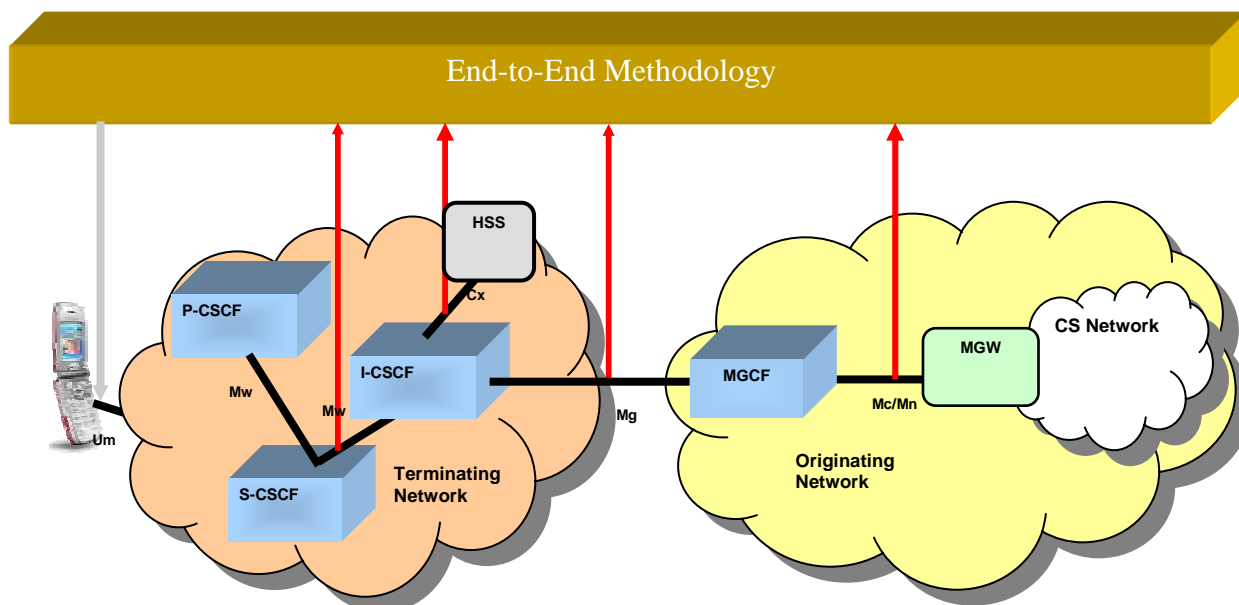 End-to-End Methodology
HSS
Cx
P-CSCF
I-CSCF
Mw
Mw
Um
S-CSCF
Terminating
Network
Mg
MGCF
Mc/Mn
MGW
CS Network
Originating
Network